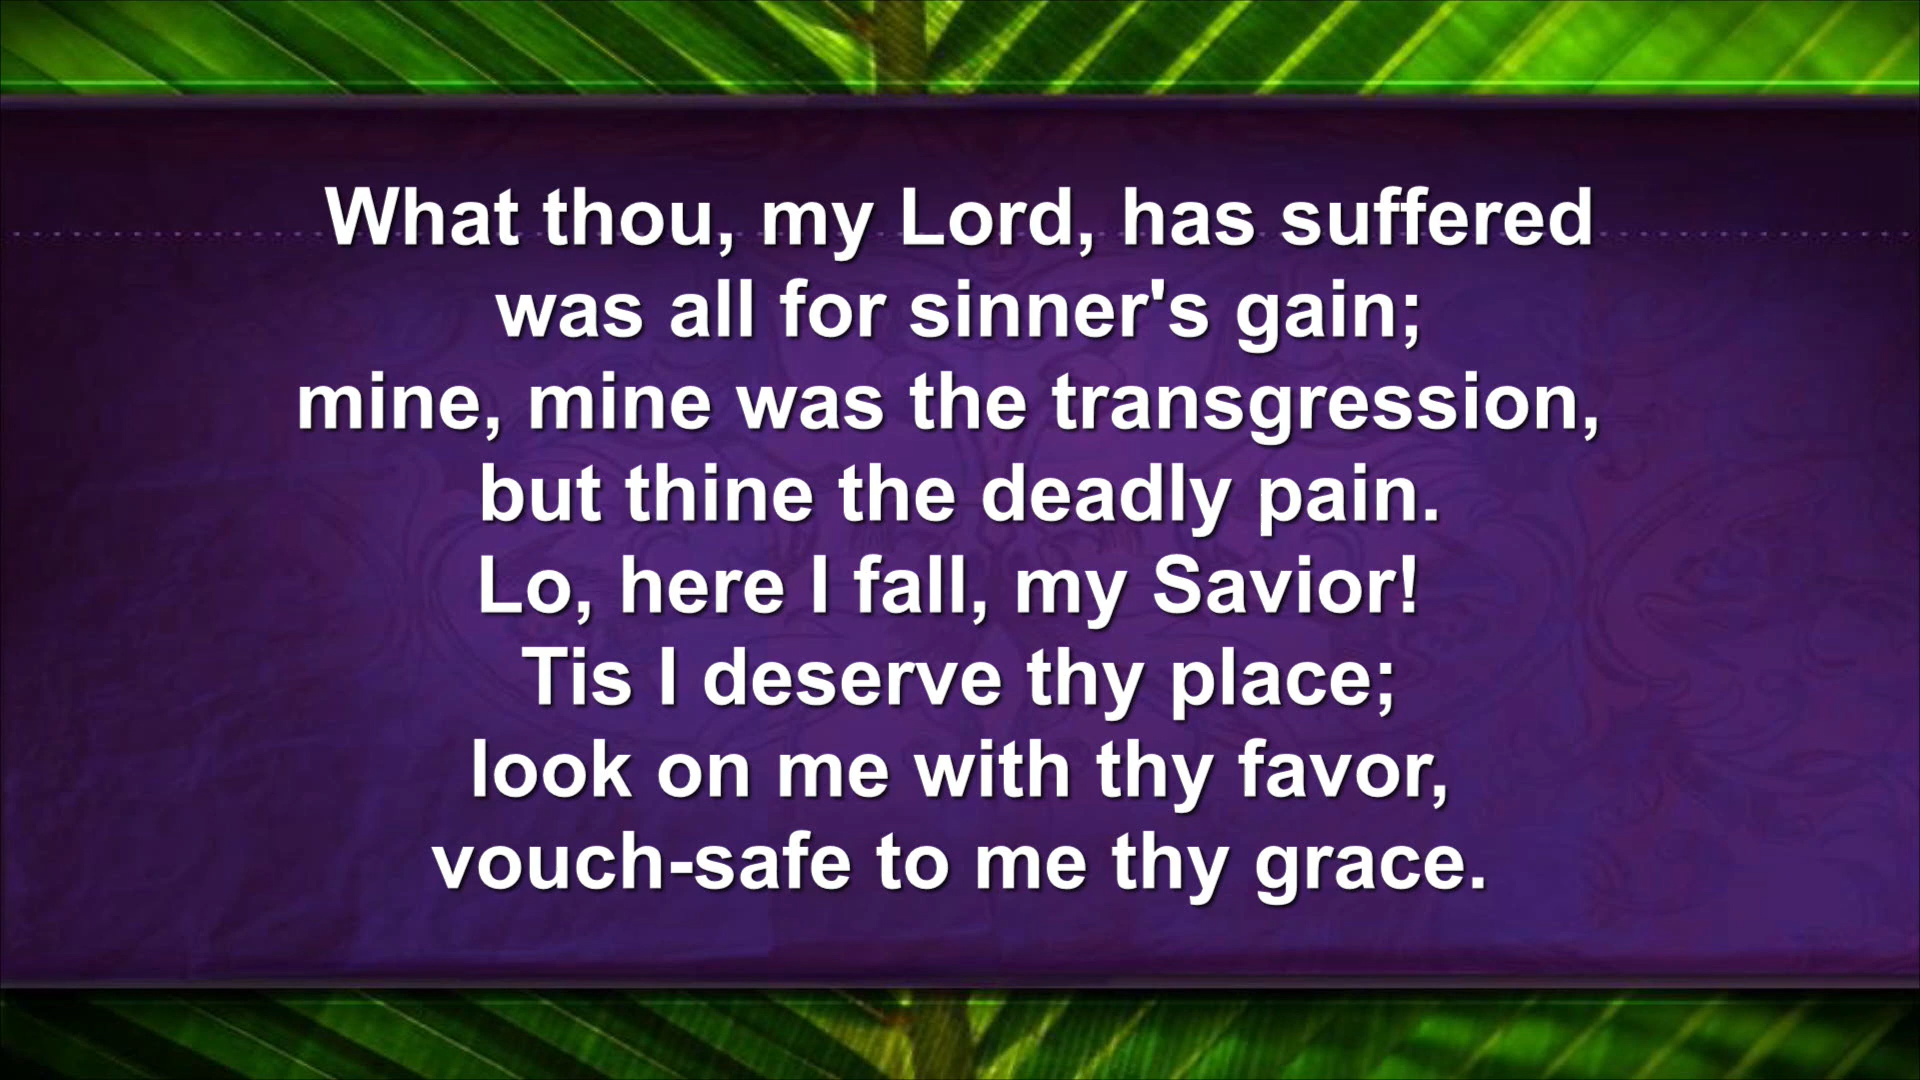 What thou, my Lord, has suffered
was all for sinner's gain;
mine, mine was the transgression,
but thine the deadly pain.
Lo, here I fall, my Savior!
Tis I deserve thy place;
look on me with thy favor,
vouch-safe to me thy grace.